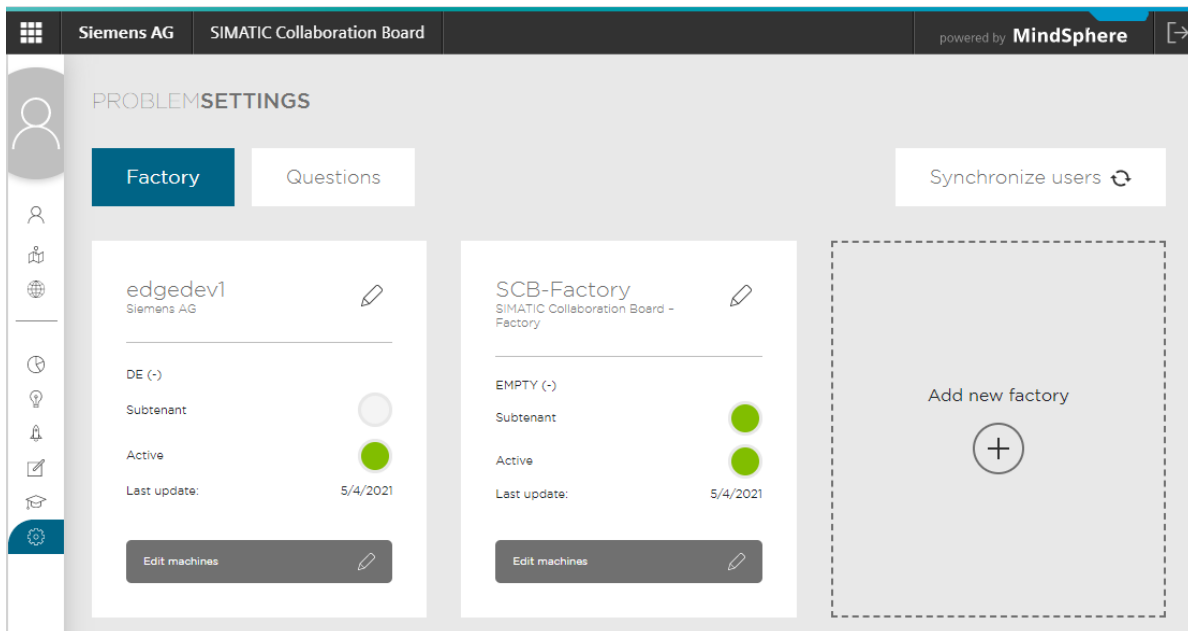 Siemens AG SIMATIC Collaboration Board powered by MindSphere
PROBLEMSETTINGS
Factory Questions Synchronize users
edgedev1
Siemens AG
DE (-)
Subtenant
Active
Last update: 5/4/2021
Edit machines
SCB-Factory
SIMATIC Collaboration Board –
Factory
EMPTY (-)
Subtenant
Active
Last update: 5/4/2021
Edit machines
Add new factory